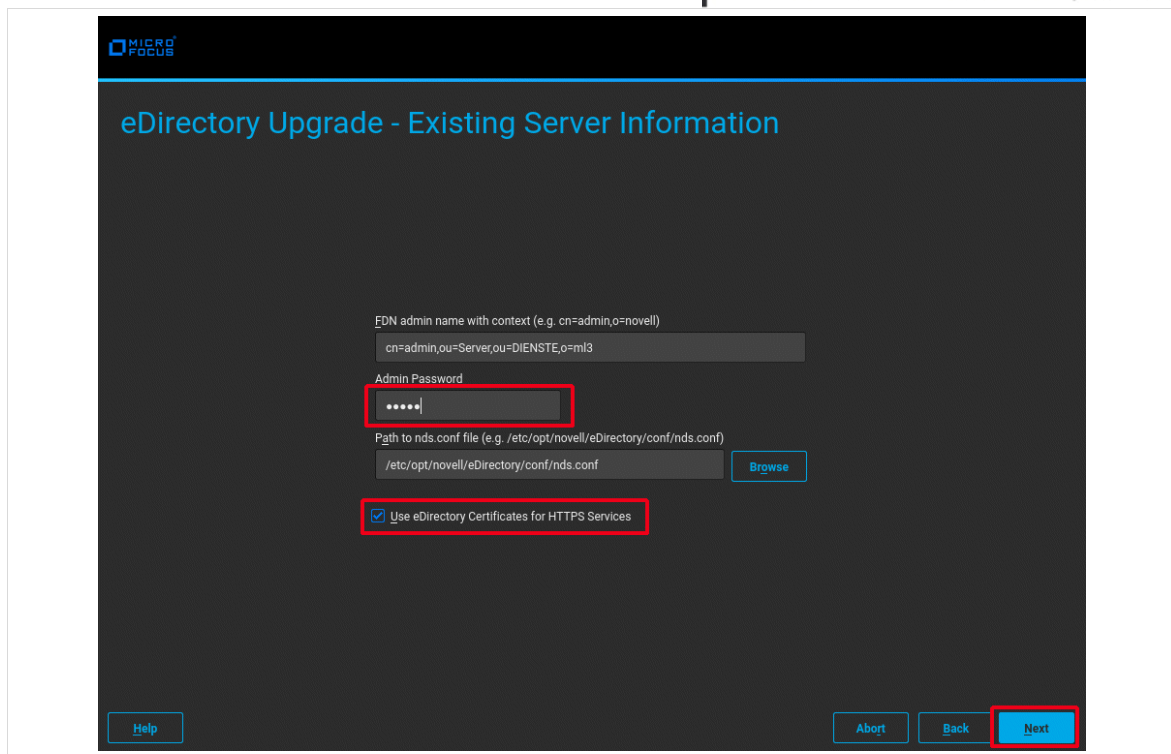 MICRO
FOCUS
eDirectory Upgrade - Existing Server Information
FDN admin name with context (e.g. cn=admin,o=novell)
cn=admin,ou=Server,ou=DIENSTE,o=ml3
Admin Password
•••••
Path to nds.conf file (e.g. /etc/opt/novell/eDirectory/conf/nds.conf)
/etc/opt/novell/eDirectory/conf/nds.conf
Browse
Use eDirectory Certificates for HTTPS Services
Help
Abort
Back
Next